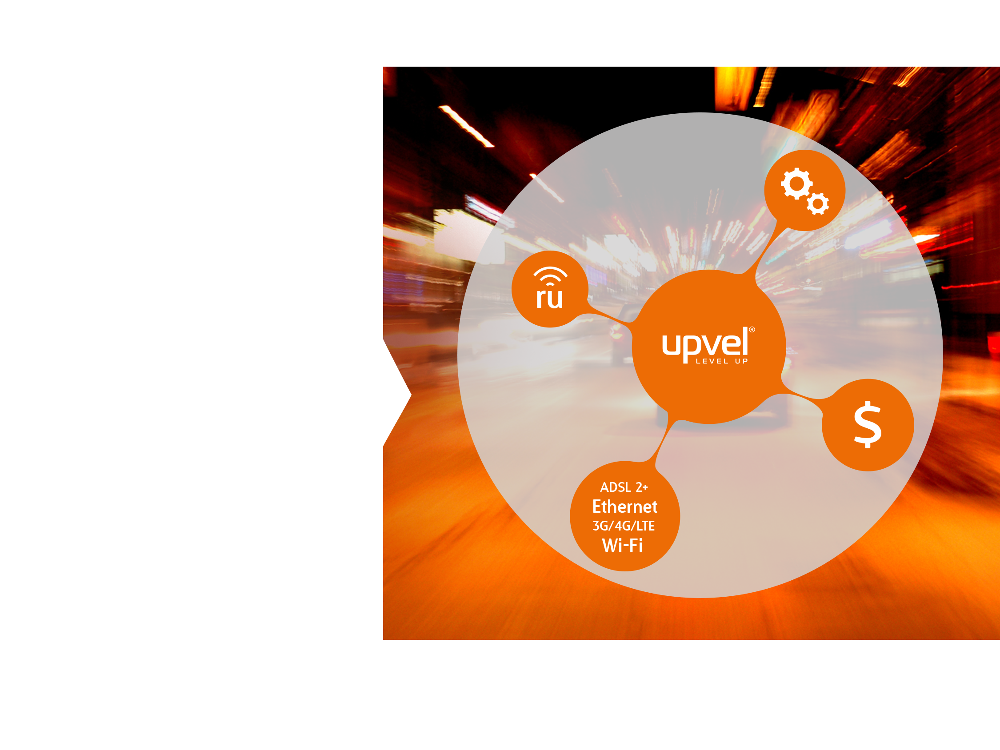 ru
upvel®
LEVEL UP
$
ADSL 2+
Ethernet
3G/4G/LTE
Wi-Fi